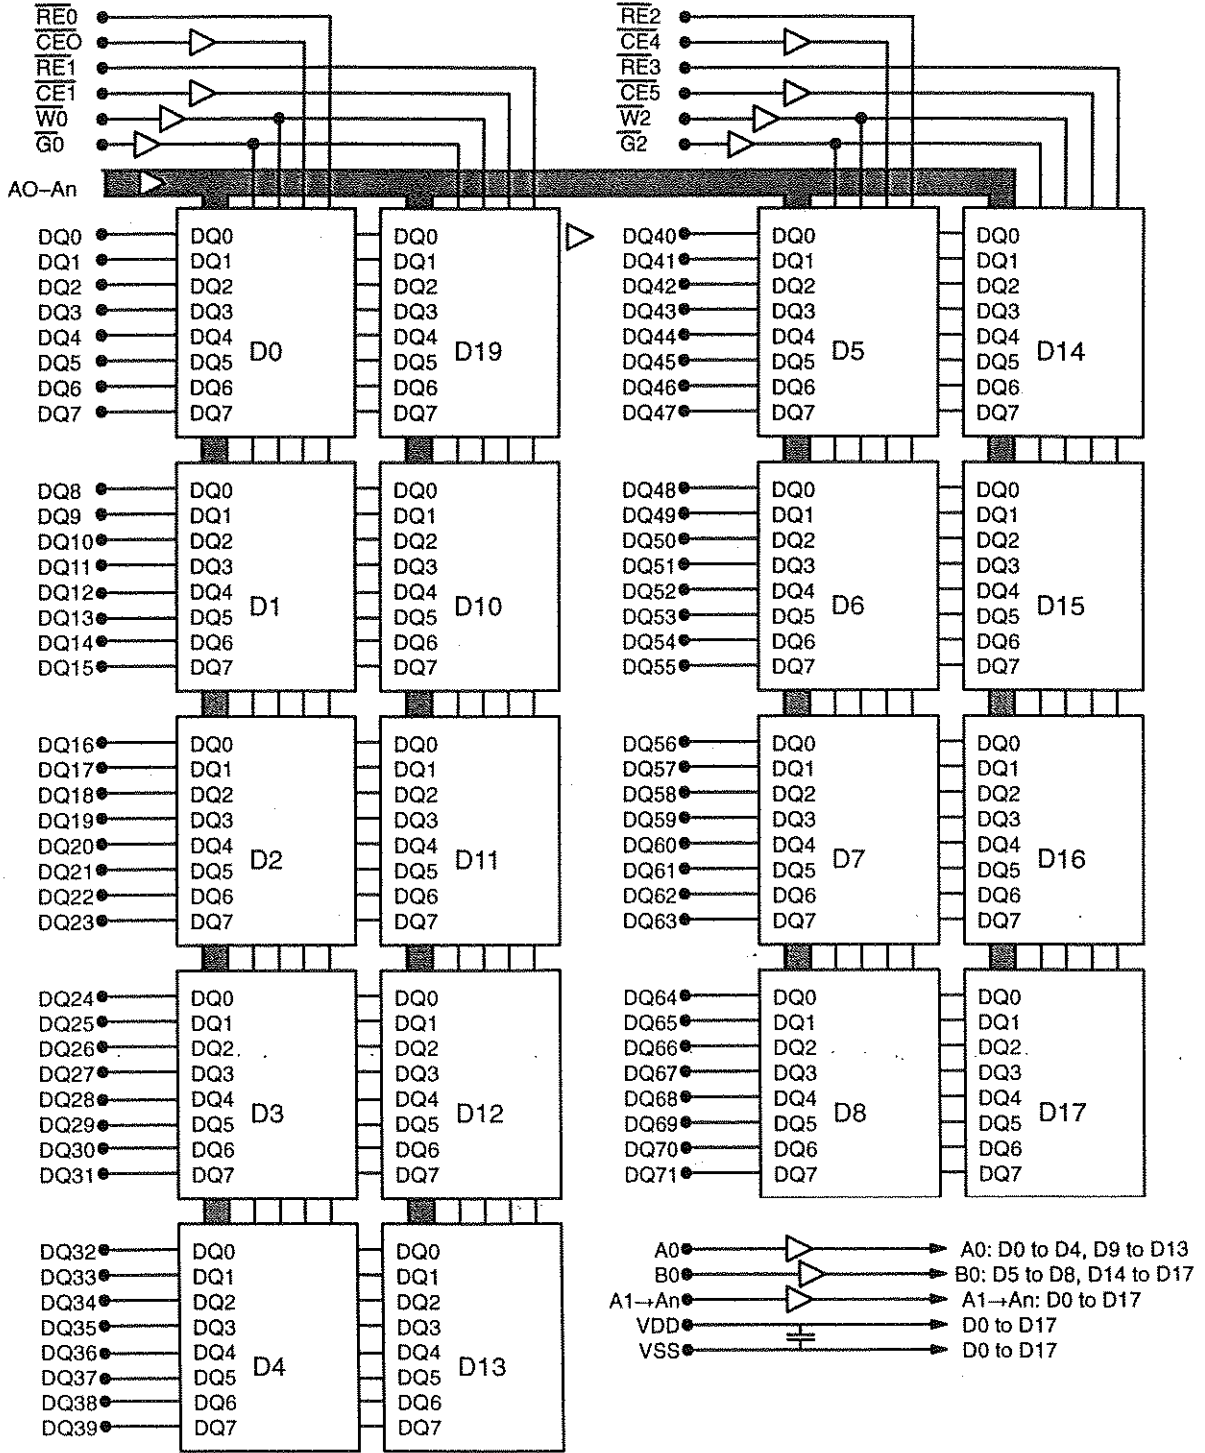 RE0
CEO
RE1
CE1
W0
G0
RE2
CE4
RE3
CE5
W2
G2
AO–An
DQ0
DQ1
DQ2
DQ3
DQ4
DQ5
DQ6
DQ7
DQ0
DQ1
DQ2
DQ3
DQ4
DQ5
DQ6
DQ7
D0
DQ0
DQ1
DQ2
DQ3
DQ4
DQ5
DQ6
DQ7
D19
DQ40
DQ41
DQ42
DQ43
DQ44
DQ45
DQ46
DQ47
DQ0
DQ1
DQ2
DQ3
DQ4
DQ5
DQ6
DQ7
D5
DQ0
DQ1
DQ2
DQ3
DQ4
DQ5
DQ6
DQ7
D14
DQ8
DQ9
DQ10
DQ11
DQ12
DQ13
DQ14
DQ15
DQ0
DQ1
DQ2
DQ3
DQ4
DQ5
DQ6
DQ7
D1
DQ0
DQ1
DQ2
DQ3
DQ4
DQ5
DQ6
DQ7
D10
DQ48
DQ49
DQ50
DQ51
DQ52
DQ53
DQ54
DQ55
DQ0
DQ1
DQ2
DQ3
DQ4
DQ5
DQ6
DQ7
D6
DQ0
DQ1
DQ2
DQ3
DQ4
DQ5
DQ6
DQ7
D15
DQ16
DQ17
DQ18
DQ19
DQ20
DQ21
DQ22
DQ23
DQ0
DQ1
DQ2
DQ3
DQ4
DQ5
DQ6
DQ7
D2
DQ0
DQ1
DQ2
DQ3
DQ4
DQ5
DQ6
DQ7
D11
DQ56
DQ57
DQ58
DQ59
DQ60
DQ61
DQ62
DQ63
DQ0
DQ1
DQ2
DQ3
DQ4
DQ5
DQ6
DQ7
D7
DQ0
DQ1
DQ2
DQ3
DQ4
DQ5
DQ6
DQ7
D16
DQ24
DQ25
DQ26
DQ27
DQ28
DQ29
DQ30
DQ31
DQ0
DQ1
DQ2
DQ3
DQ4
DQ5
DQ6
DQ7
D3
DQ0
DQ1
DQ2
DQ3
DQ4
DQ5
DQ6
DQ7
D12
DQ64
DQ65
DQ66
DQ67
DQ68
DQ69
DQ70
DQ71
DQ0
DQ1
DQ2
DQ3
DQ4
DQ5
DQ6
DQ7
D8
DQ0
DQ1
DQ2
DQ3
DQ4
DQ5
DQ6
DQ7
D17
DQ32
DQ33
DQ34
DQ35
DQ36
DQ37
DQ38
DQ39
DQ0
DQ1
DQ2
DQ3
DQ4
DQ5
DQ6
DQ7
D4
DQ0
DQ1
DQ2
DQ3
DQ4
DQ5
DQ6
DQ7
D13
A0 A0: D0 to D4, D9 to D13
B0 B0: D5 to D8, D14 to D17
A1→An A1→An: D0 to D17
VDD D0 to D17
VSS D0 to D17